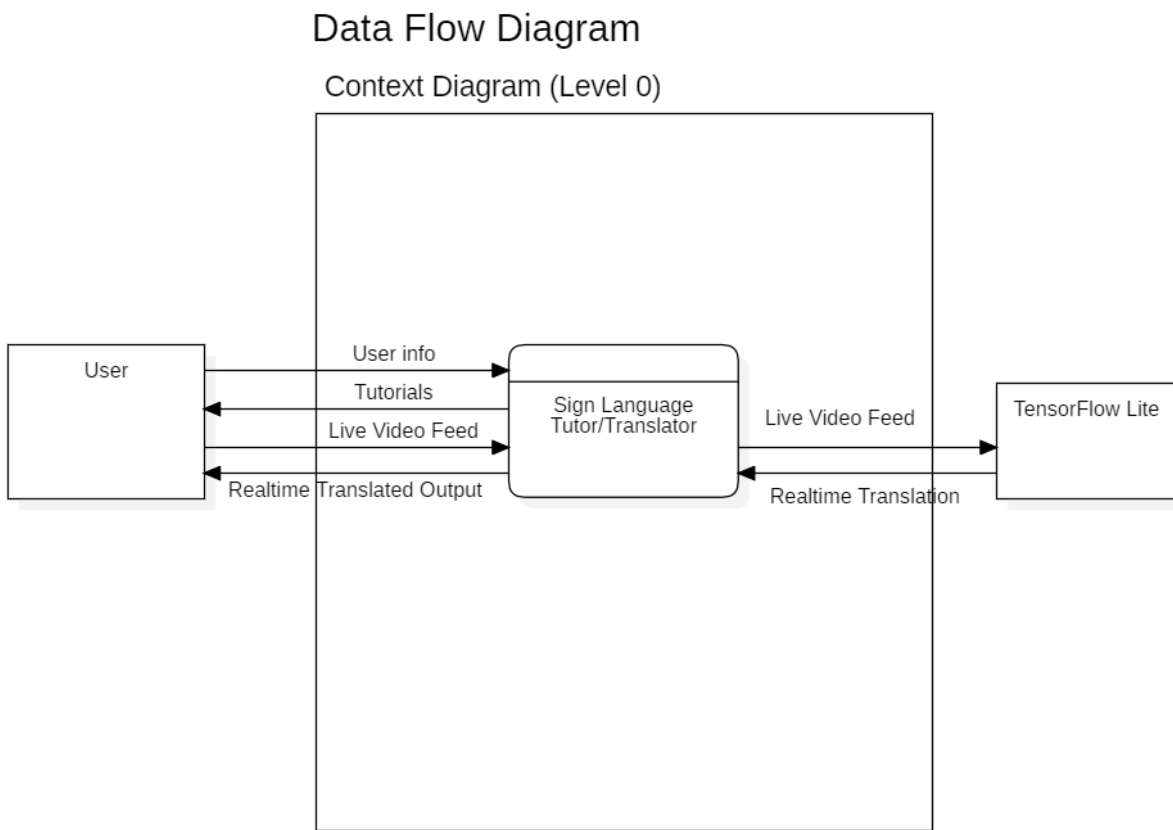 Data Flow Diagram
Context Diagram (Level 0)
User
User info
Tutorials
Live Video Feed
Realtime Translated Output
Sign Language
Tutor/Translator
Live Video Feed
Realtime Translation
TensorFlow Lite